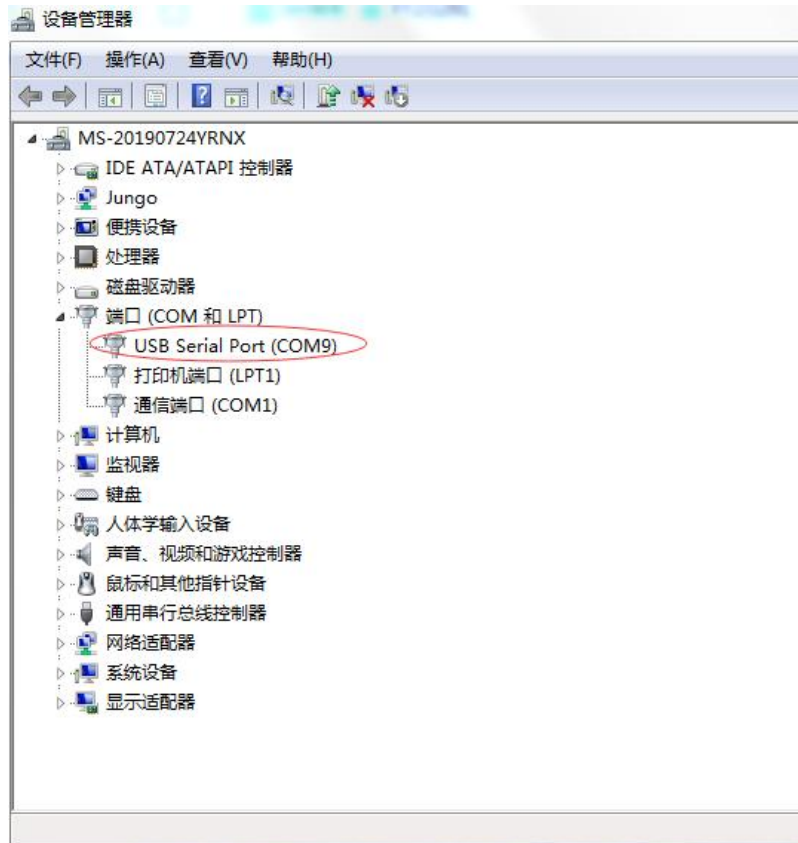 设备管理器
文件(F) 操作(A) 查看(V) 帮助(H)
MS-20190724YRNX
IDE ATA/ATAPI 控制器
Jungo
便携设备
处理器
磁盘驱动器
端口 (COM 和 LPT)
USB Serial Port (COM9)
打印机端口 (LPT1)
通信端口 (COM1)
计算机
监视器
键盘
人体学输入设备
声音、视频和游戏控制器
鼠标和其他指针设备
通用串行总线控制器
网络适配器
系统设备
显示适配器